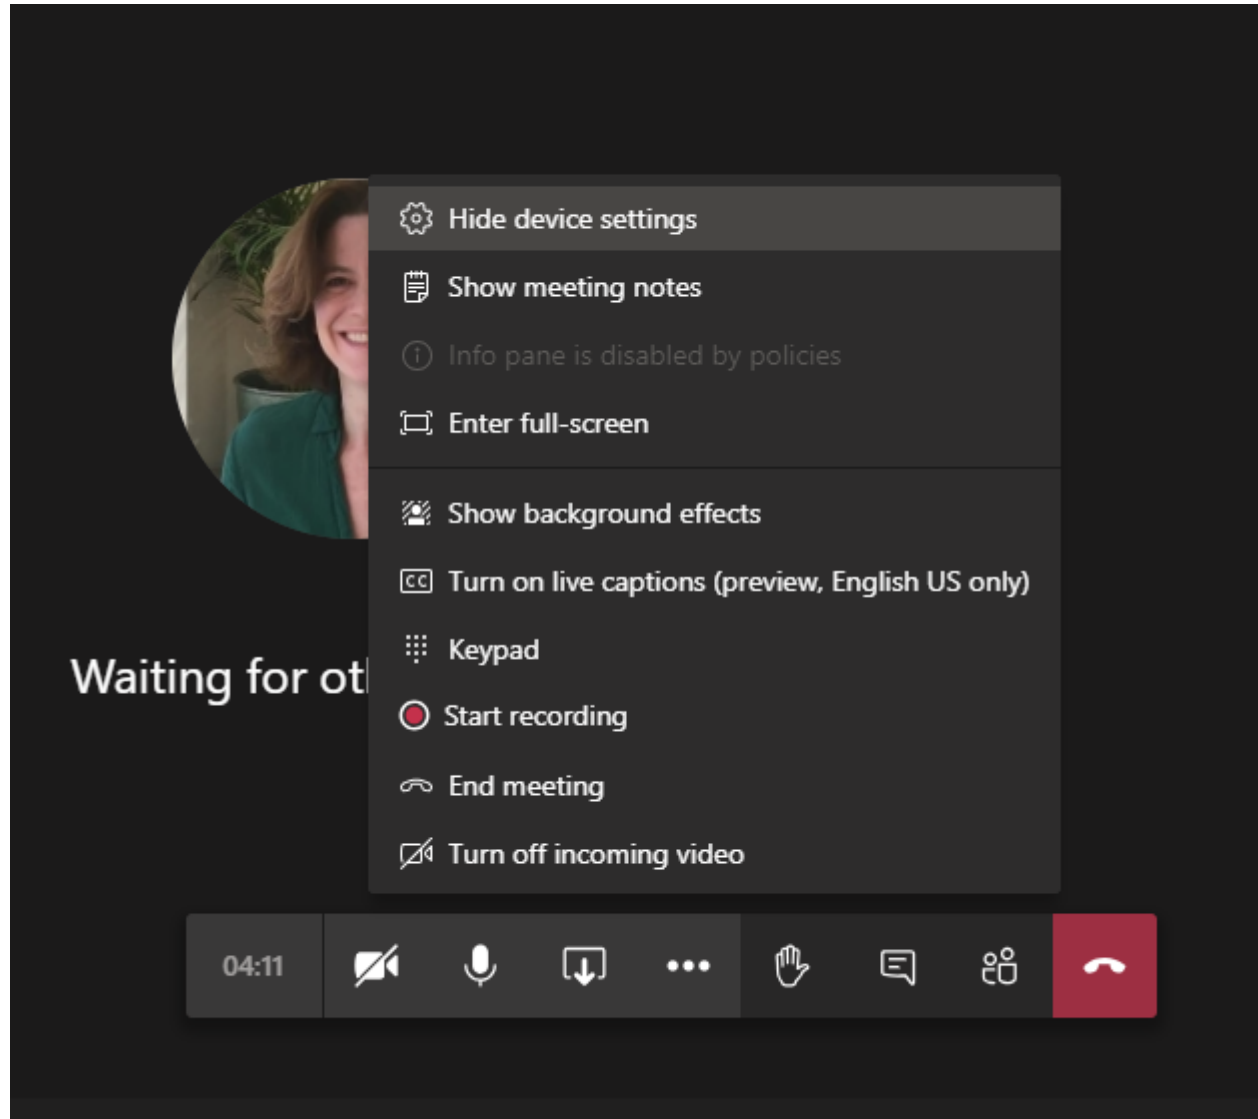 Hide device settings
Show meeting notes
Info pane is disabled by policies
Enter full-screen
Show background effects
CC Turn on live captions (preview, English US only)
Keypad
Waiting for
Start recording
End meeting
Turn off incoming video
04:11